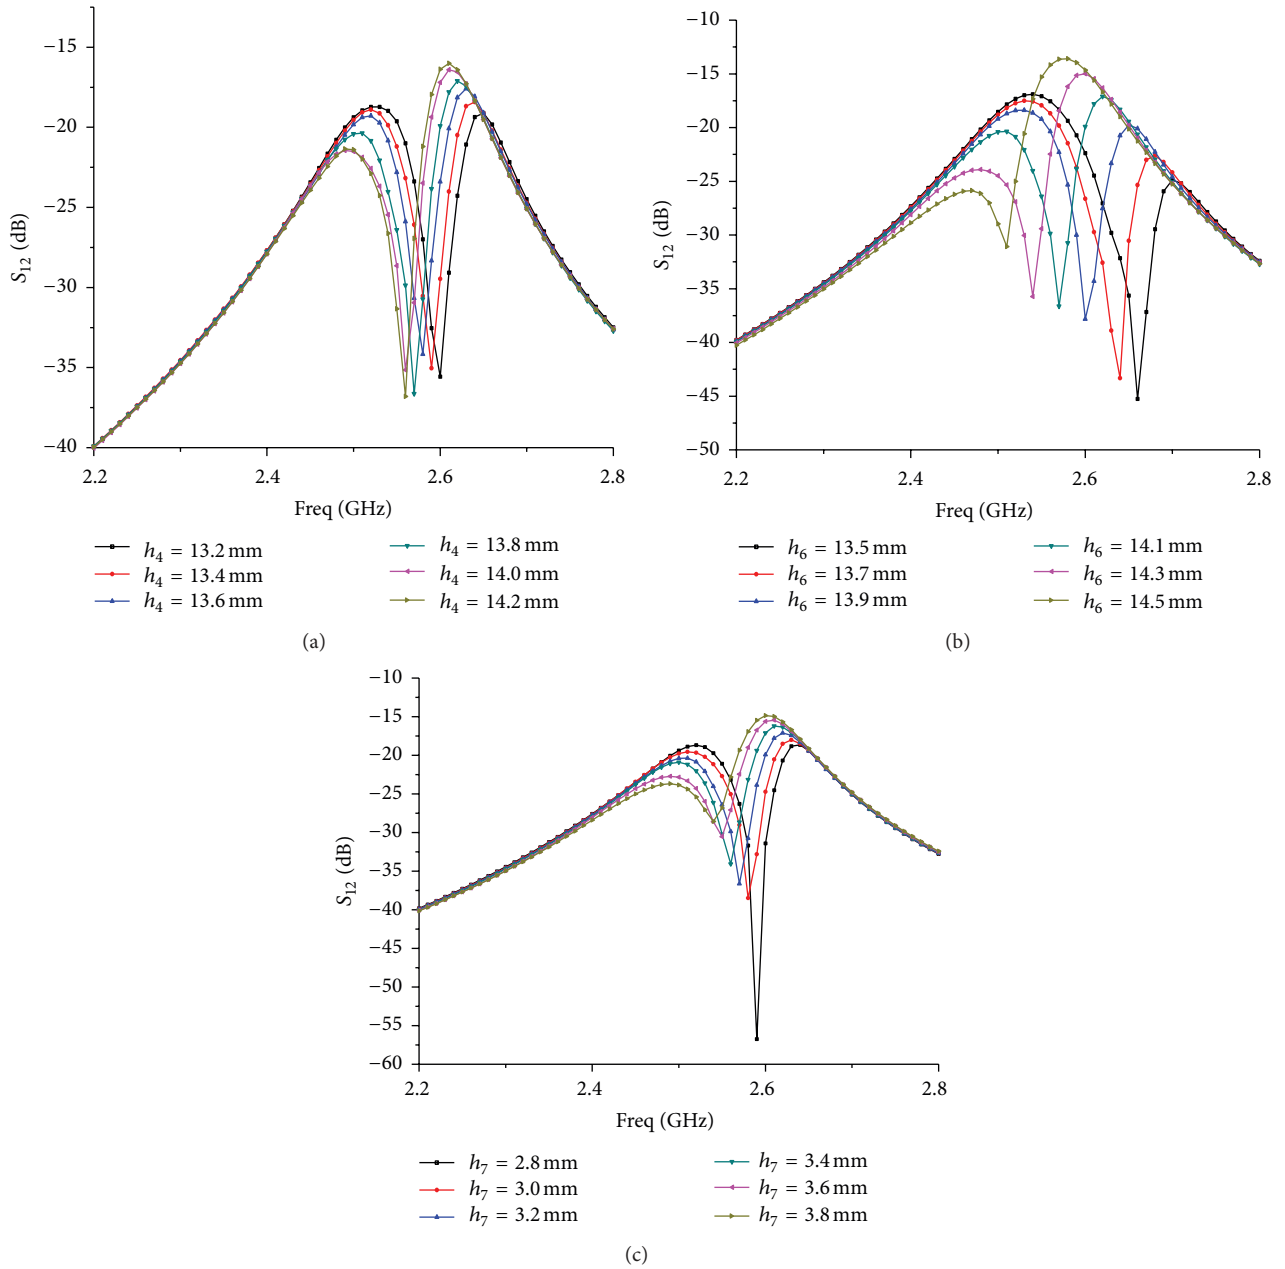 −15
−20
−25
−30
−35
−40
S12 (dB)
2.2
2.4
2.6
2.8
Freq (GHz)
h4 = 13.2 mm
h4 = 13.4 mm
h4 = 13.6 mm
h4 = 13.8 mm
h4 = 14.0 mm
h4 = 14.2 mm
(a)
−10
−15
−20
−25
−30
−35
−40
−45
−50
S12 (dB)
2.2
2.4
2.6
2.8
Freq (GHz)
h6 = 13.5 mm
h6 = 13.7 mm
h6 = 13.9 mm
h6 = 14.1 mm
h6 = 14.3 mm
h6 = 14.5 mm
(b)
−10
−15
−20
−25
−30
−35
−40
−45
−50
−55
−60
S12 (dB)
2.2
2.4
2.6
2.8
Freq (GHz)
h7 = 2.8 mm
h7 = 3.0 mm
h7 = 3.2 mm
h7 = 3.4 mm
h7 = 3.6 mm
h7 = 3.8 mm
(c)